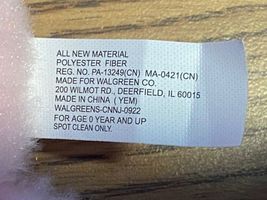 ALL NEW MATERIAL
POLYESTER FIBER
REG. NO. PA-13249(CN) MA-0421(CN)
MADE FOR WALGREEN CO.
200 WILMOT RD., DEERFIELD, IL 60015
MADE IN CHINA ( YEM)
WALGREENS-CNNJ-0922
FOR AGE 0 YEAR AND UP
SPOT CLEAN ONLY.